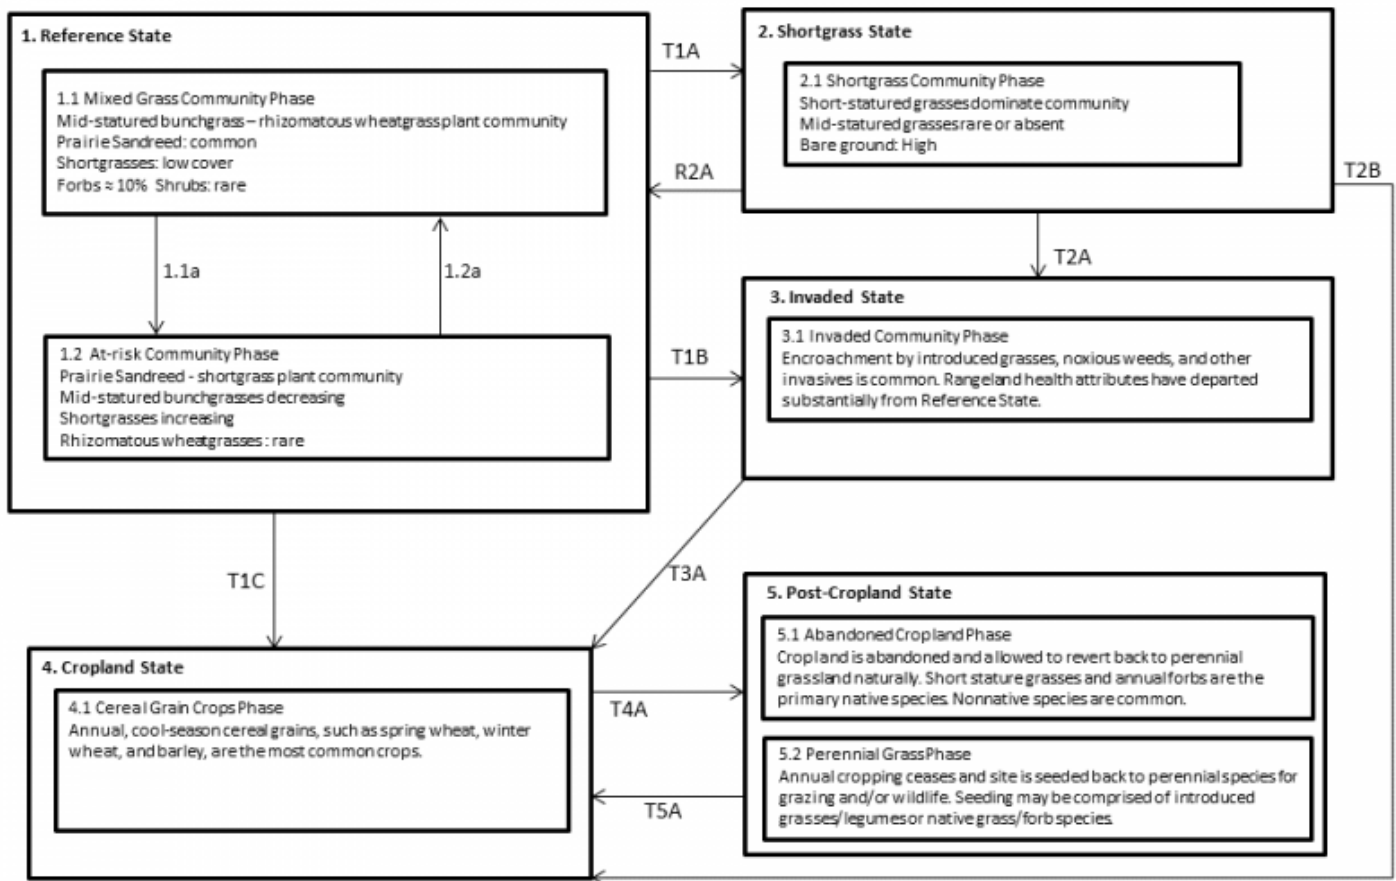 1. Reference State
1.1 Mixed Grass Community Phase
Mid-statured bunchgrass – rhizomatous wheatgrass plant community
Prairie Sandreed: common
Shortgrasses: low cover
Forbs ≈ 10% Shrubs: rare
1.1a
1.2a
1.2 At-risk Community Phase
Prairie Sandreed - shortgrass plant community
Mid-statured bunchgrasses decreasing
Shortgrasses increasing
Rhizomatous wheatgrasses : rare
T1A
R2A
T1B
T1C
2. Shortgrass State
2.1 Shortgrass Community Phase
Short-statured grasses dominate community
Mid-statured grasses rare or absent
Bare ground: High
T2B
T2A
3. Invaded State
3.1 Invaded Community Phase
Encroachment by introduced grasses, noxious weeds, and other
invasives is common. Rangeland health attributes have departed
substantially from Reference State.
T3A
4. Cropland State
4.1 Cereal Grain Crops Phase
Annual, cool-season cereal grains, such as spring wheat, winter
wheat, and barley, are the most common crops.
T4A
T5A
5. Post-Cropland State
5.1 Abandoned Cropland Phase
Cropland is abandoned and allowed to revert back to perennial
grassland naturally. Short stature grasses and annual forbs are the
primary native species. Nonnative species are common.
5.2 Perennial Grass Phase
Annual cropping ceases and site is seeded back to perennial species for
grazing and/or wildlife. Seeding may be comprised of introduced
grasses/legumes or native grass/forb species.